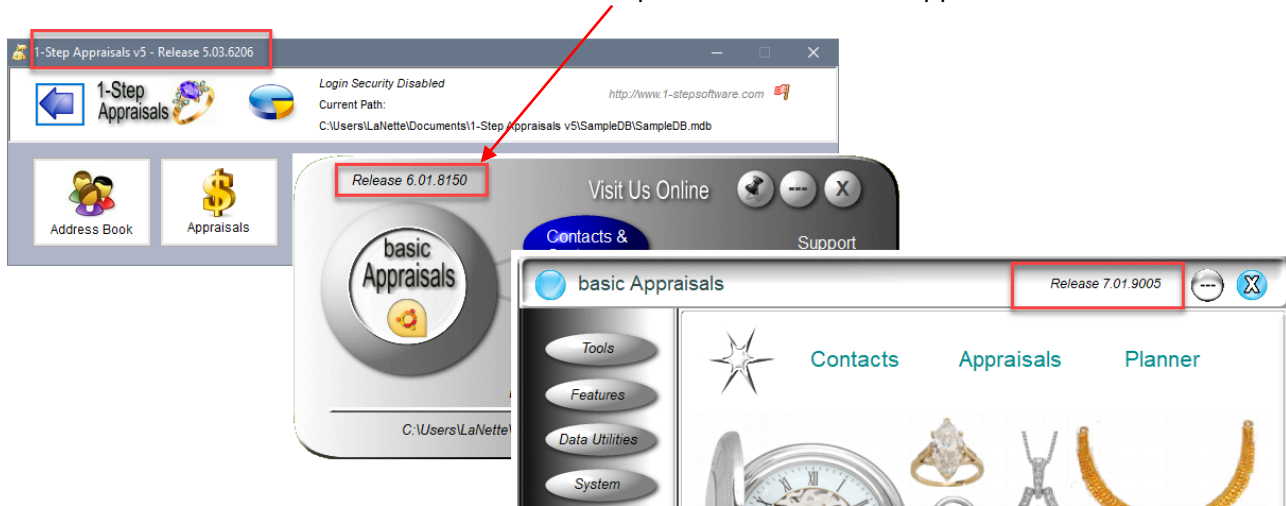 1-Step Appraisals v5 - Release 5.03.6206
1-Step
Appraisals
Login Security Disabled
Current Path:
C:\Users\LaNette\Documents\1-Step Appraisals v5\SampleDB\SampleDB.mdb
http://www.1-stepsoftware.com
Address Book
Appraisals
Release 6.01.8150
Visit Us Online
X
basic
Appraisals
Contacts &
Support
C:\Users\LaNette\
basic Appraisals
Release 7.01.9005
X
Tools
Features
Data Utilities
System
Contacts
Appraisals
Planner